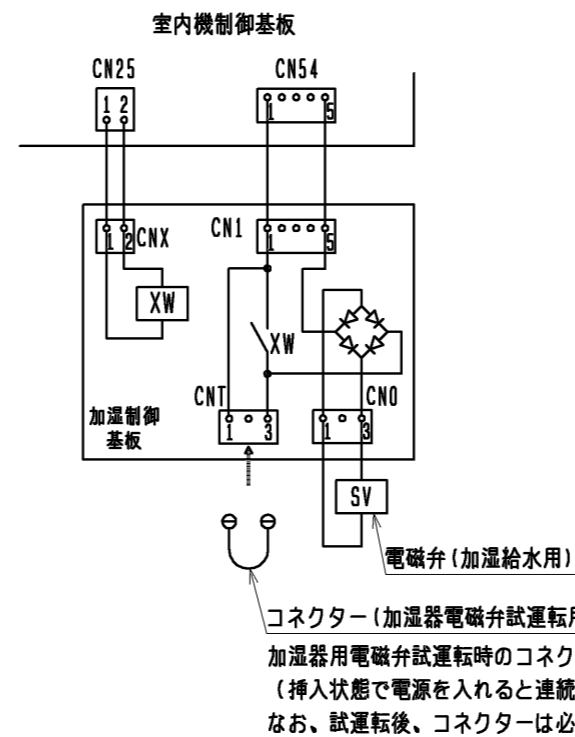 室内機制御基板
CN25
CN54
1 2
1 5
CNX
CN1
1 2
1 5
XW
XW
CNT
CNO
加湿制御
基板
1 3
1 3
SV
電磁弁(加湿給水用)
コネクター(加湿器電磁弁試運転
加湿器用電磁弁試運転時のコネク
(挿入状態で電源を入れると連続
なお、試運転後、コネクターは必